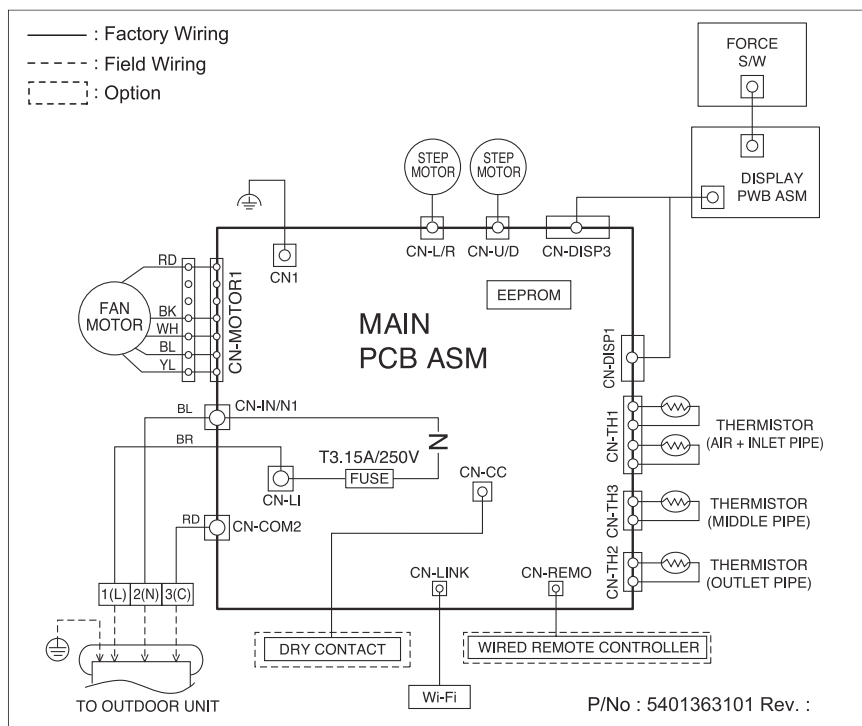 : Factory Wiring
: Field Wiring
: Option
FORCE
S/W
DISPLAY
PWB ASM
STEP
MOTOR
STEP
MOTOR
CN-L/R
CN-U/D
CN-DISP3
CN1
EEPROM
RD
BK
WH
BL
YL
FAN
MOTOR
CN-MOTOR1
MAIN
PCB ASM
CN-DISP1
BL
CN-IN/N1
BR
N
T3.15A/250V
FUSE
CN-LI
CN-CC
RD
CN-COM2
CN-TH1
THERMISTOR
(AIR + INLET PIPE)
CN-TH3
THERMISTOR
(MIDDLE PIPE)
CN-TH2
THERMISTOR
(OUTLET PIPE)
CN-LINK
CN-REMO
1(L)
2(N)
3(C)
DRY CONTACT
WIRED REMOTE CONTROLLER
Wi-Fi
TO OUTDOOR UNIT
P/No : 5401363101 Rev. :